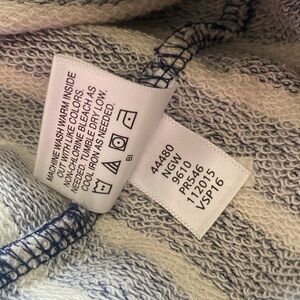 MACHINE WASH WARM INSIDE
OUT WITH LIKE COLORS.
NON-CHLORINE BLEACH AS
NEEDED. TUMBLE DRY LOW.
COOL IRON AS NEEDED.
BI
44480
NGW
9610
PR546
112015
VSP16